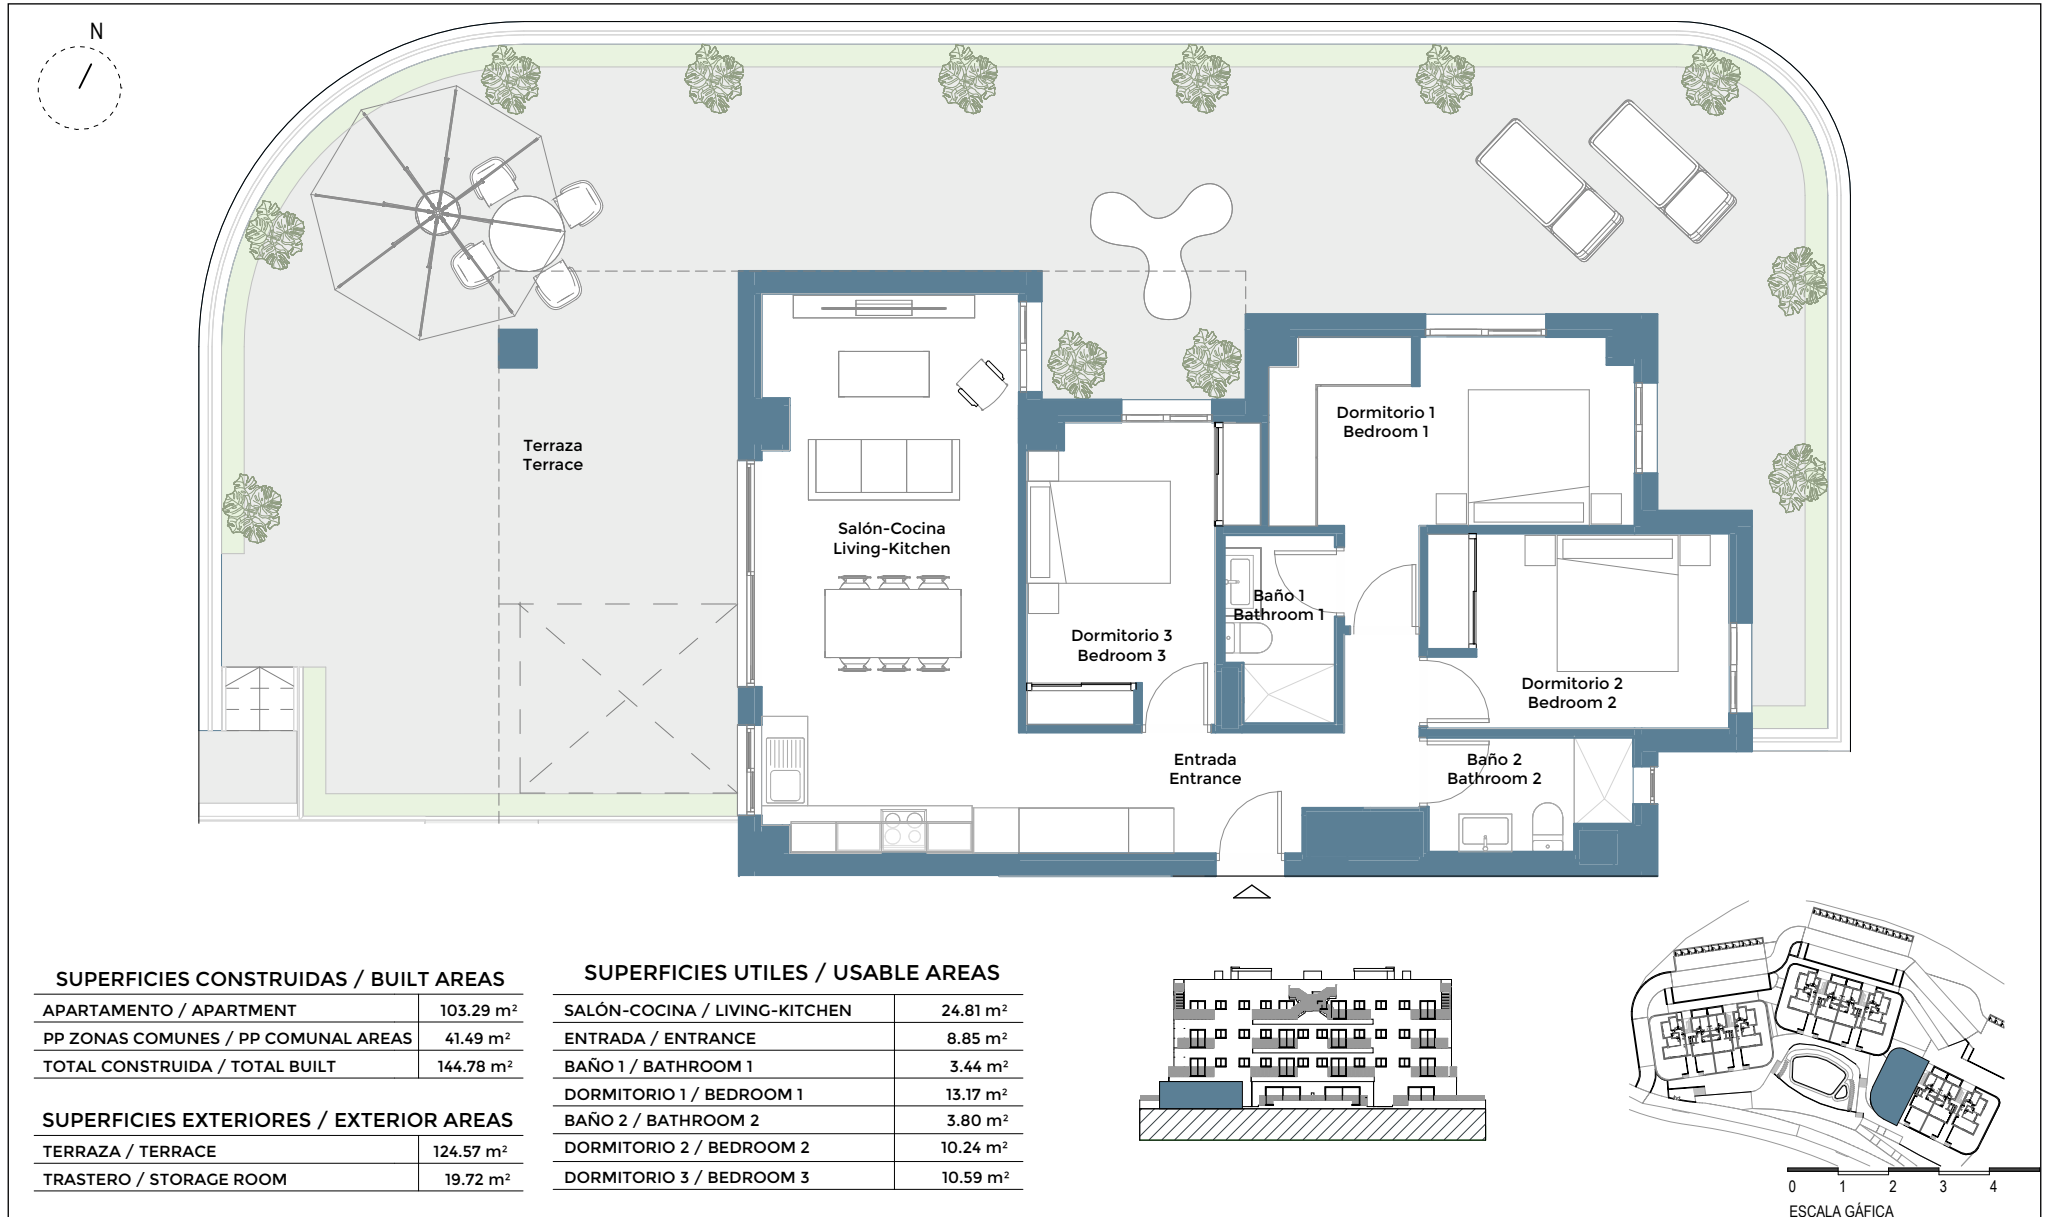 N
Terraza
Terrace
Salón-Cocina
Living-Kitchen
Dormitorio 1
Bedroom 1
Baño 1
Bathroom 1
Dormitorio 3
Bedroom 3
Dormitorio 2
Bedroom 2
Entrada
Entrance
Baño 2
Bathroom 2
SUPERFICIES CONSTRUIDAS / BUILT AREAS
APARTAMENTO / APARTMENT 103.29 m²
PP ZONAS COMUNES / PP COMUNAL AREAS 41.49 m²
TOTAL CONSTRUIDA / TOTAL BUILT 144.78 m²
SUPERFICIES EXTERIORES / EXTERIOR AREAS
TERRAZA / TERRACE 124.57 m²
TRASTERO / STORAGE ROOM 19.72 m²
SUPERFICIES UTILES / USABLE AREAS
SALÓN-COCINA / LIVING-KITCHEN 24.81 m²
ENTRADA / ENTRANCE 8.85 m²
BAÑO 1 / BATHROOM 1 3.44 m²
DORMITORIO 1 / BEDROOM 1 13.17 m²
BAÑO 2 / BATHROOM 2 3.80 m²
DORMITORIO 2 / BEDROOM 2 10.24 m²
DORMITORIO 3 / BEDROOM 3 10.59 m²
0 1 2 3 4
ESCALA GÁFICA